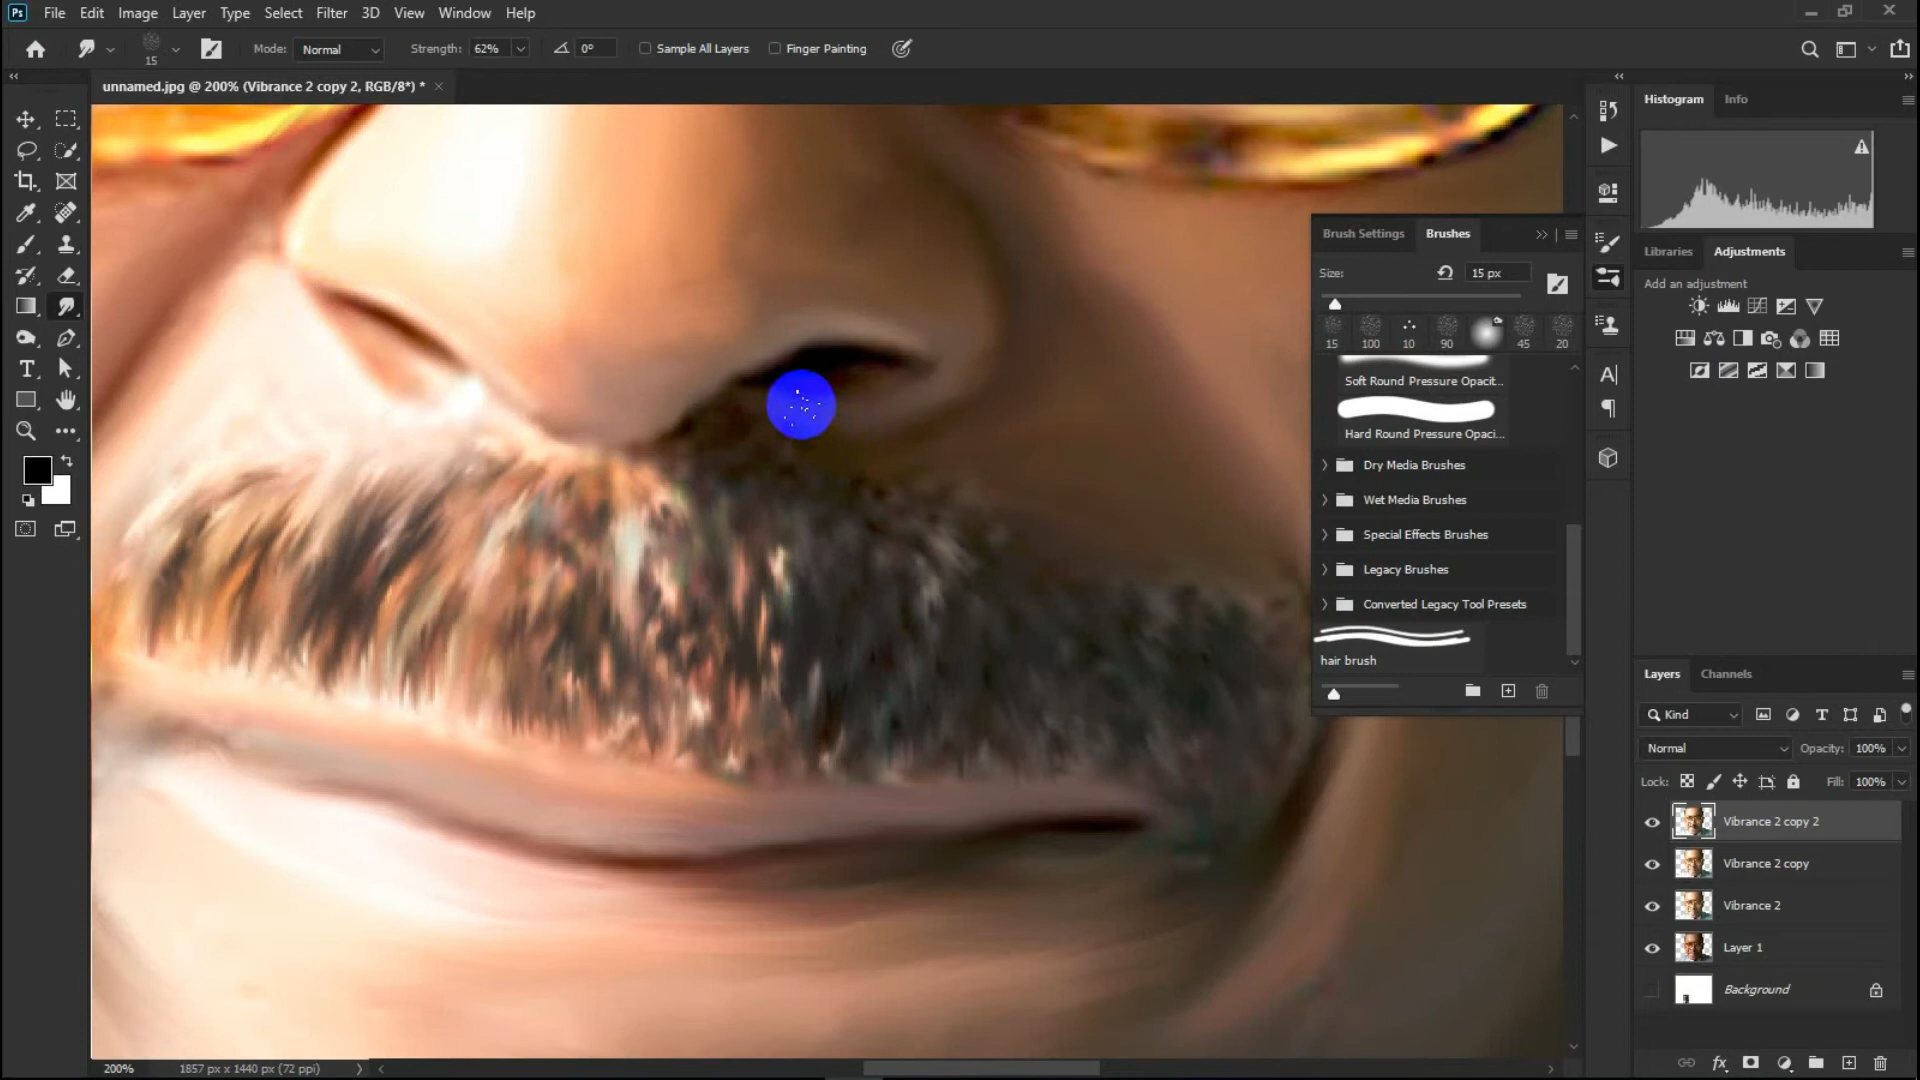 Ps File Edit Image Layer Type Select Filter 3D View Window Help
15 Mode: Normal Strength: 62% 0° Sample All Layers Finger Painting
unnamed.jpg @ 200% (Vibrance 2 copy 2, RGB/8*) * ×
Histogram Info
Brush Settings Brushes
Size: 15 px
15 100 10 90 45 20
Soft Round Pressure Opacit...
Hard Round Pressure Opaci...
Dry Media Brushes
Wet Media Brushes
Special Effects Brushes
Legacy Brushes
Converted Legacy Tool Presets
hair brush
Libraries Adjustments
Add an adjustment
Layers Channels
Kind
Normal Opacity: 100%
Lock: Fill: 100%
Vibrance 2 copy 2
Vibrance 2 copy
Vibrance 2
Layer 1
Background
fx
200% 1857 px x 1440 px (72 ppi)